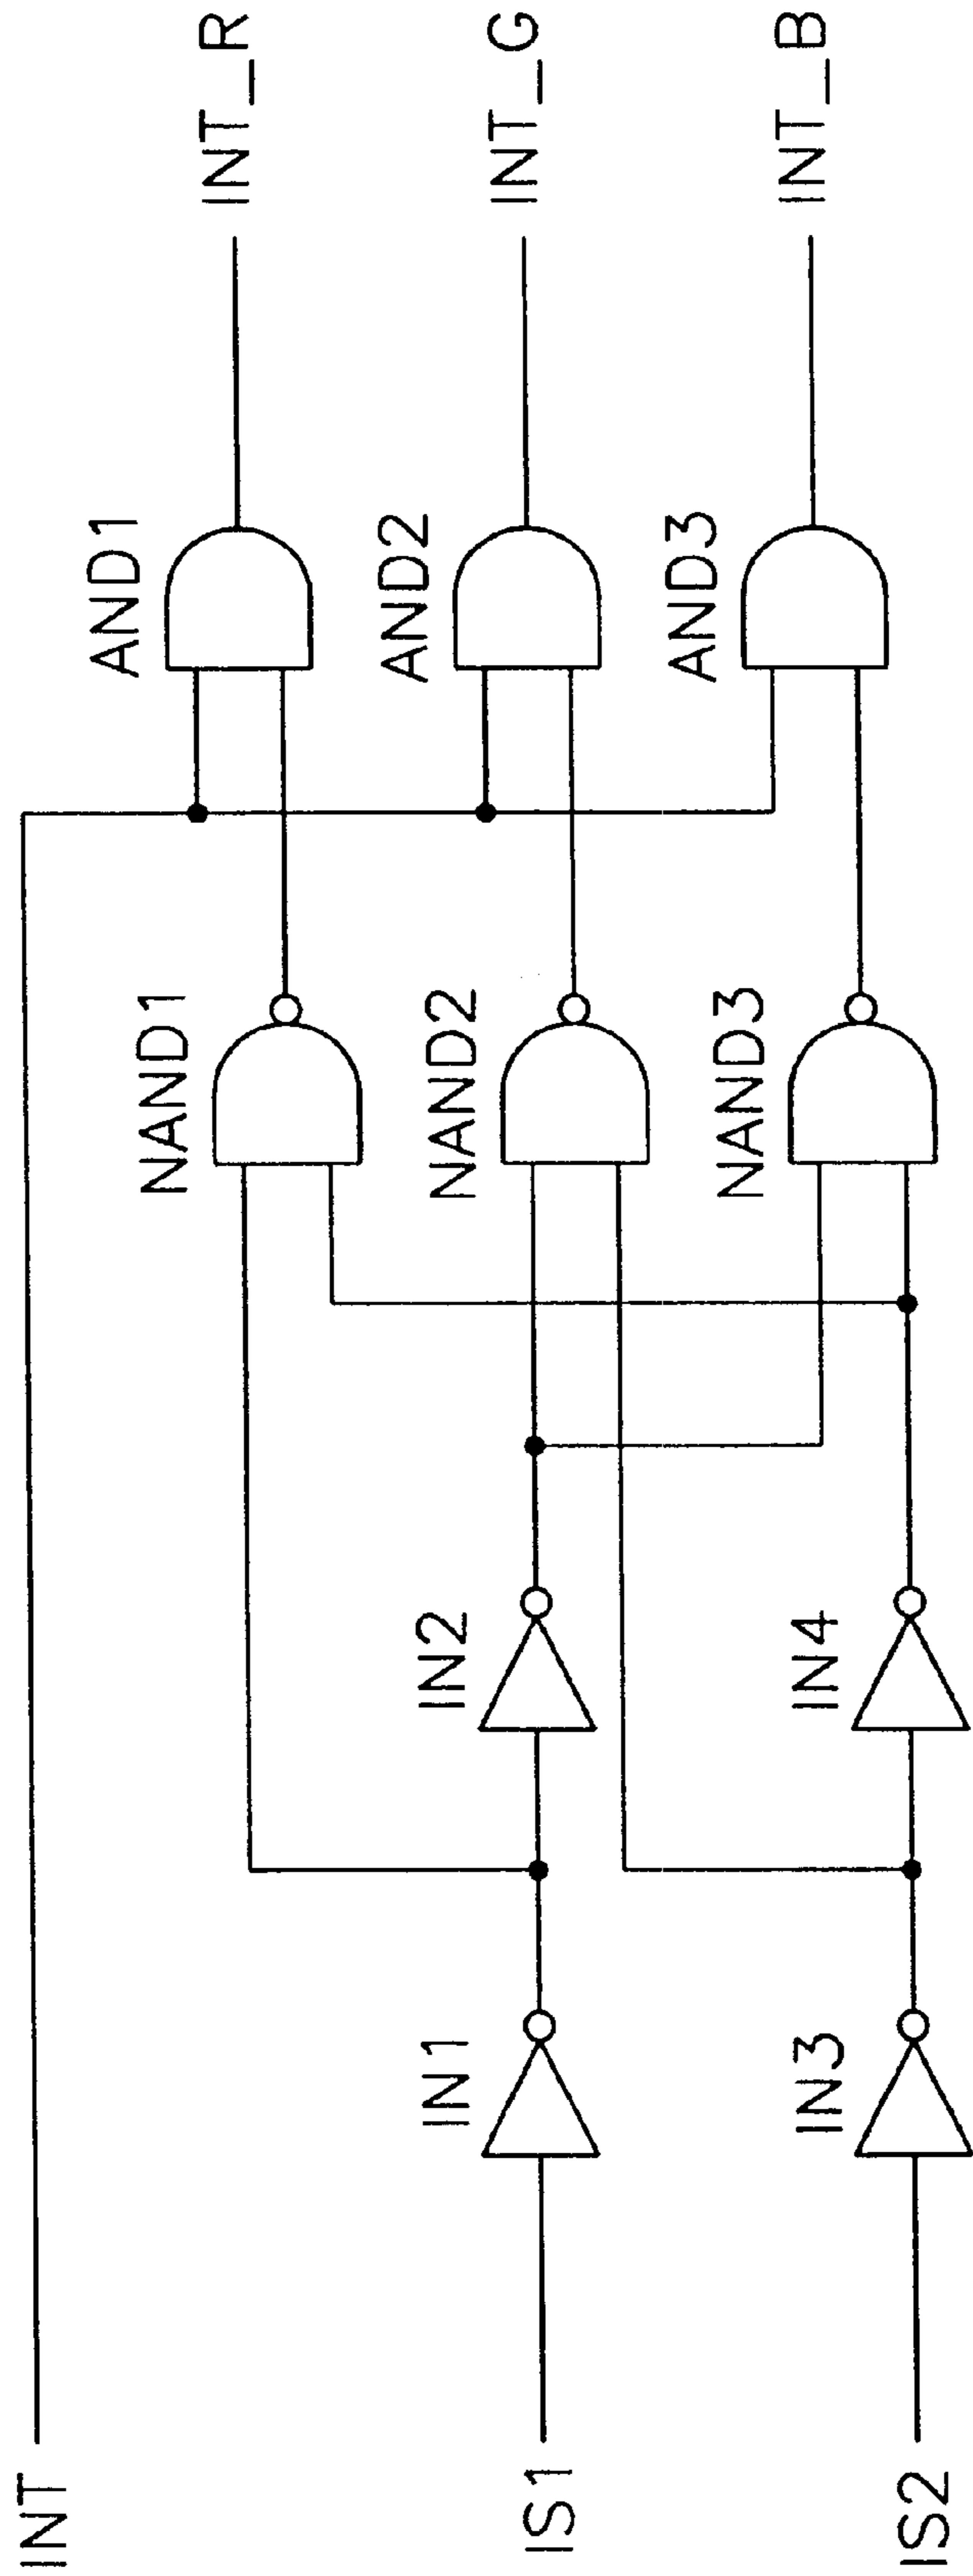 INT
IS1
IS2
IN1
IN2
IN3
IN4
NAND1
NAND2
NAND3
AND1
AND2
AND3
INT_R
INT_G
INT_B